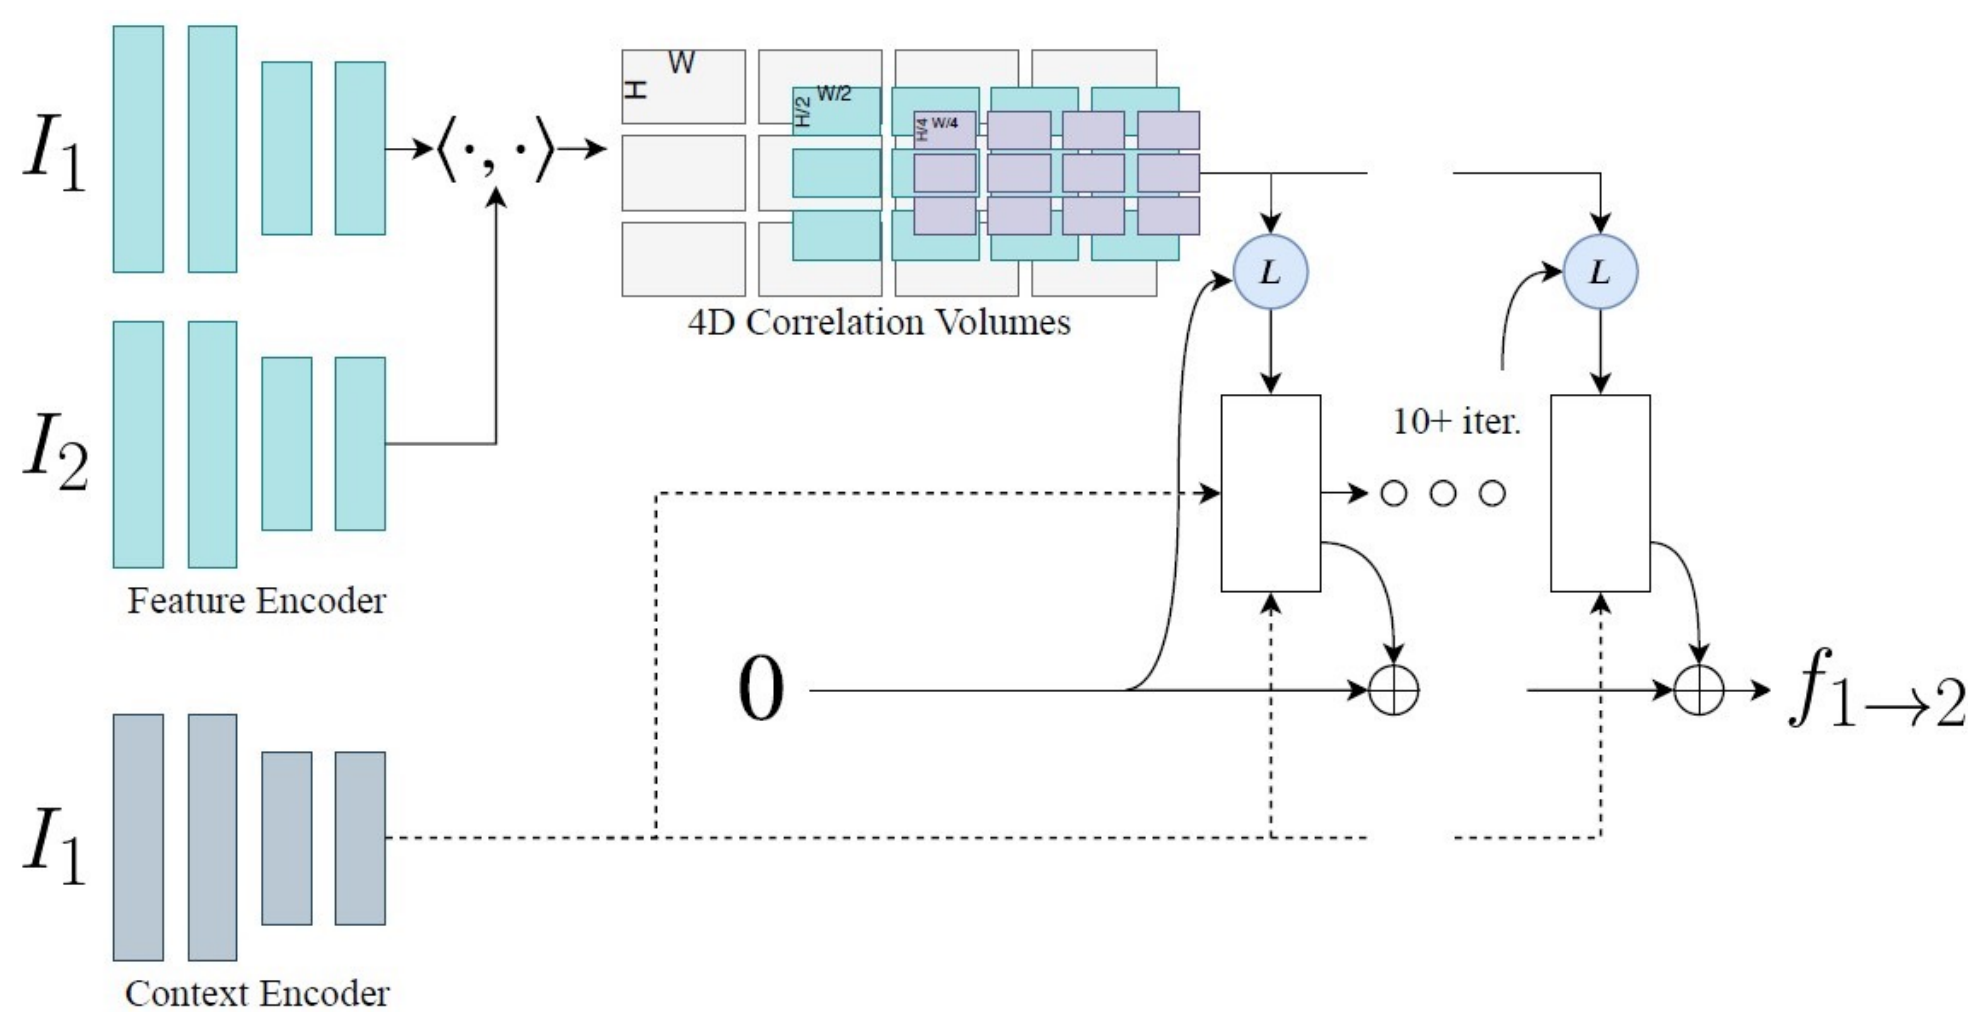 I₁
⟨·,·⟩
W
H
W/2
H/2
W/4
H/4
4D Correlation Volumes
L
L
I₂
10+ iter.
Feature Encoder
0
f₁→₂
I₁
Context Encoder